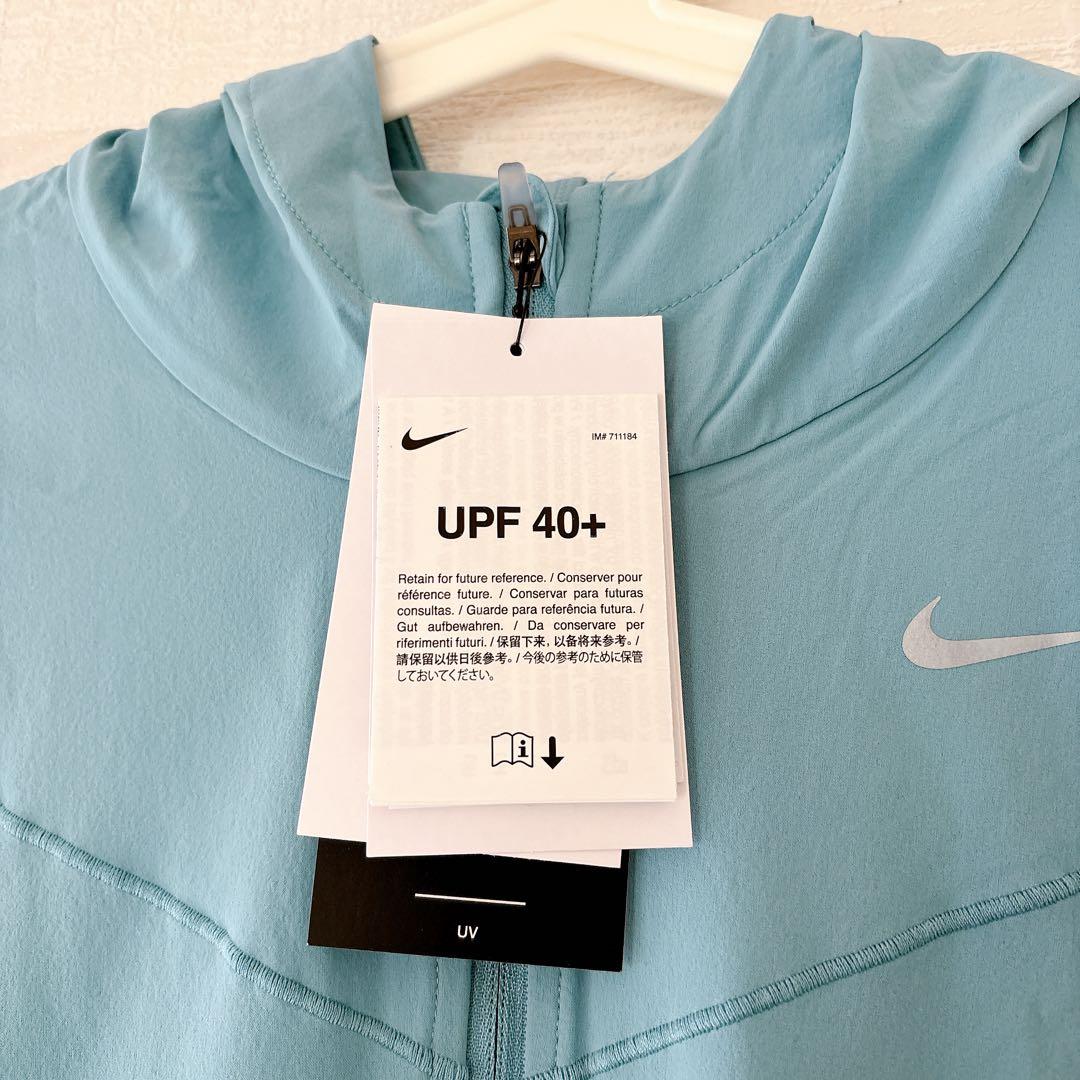 IM# 711184
UPF 40+
Retain for future reference. / Conserver pour
référence future. / Conservar para futuras
consultas. / Guarde para referência futura. /
Gut aufbewahren. / Da conservare per
riferimenti futuri. / 保留下来，以备将来参考。/
請保留以供日後參考。/ 今後の参考のために保管
しておいてください。
i
UV